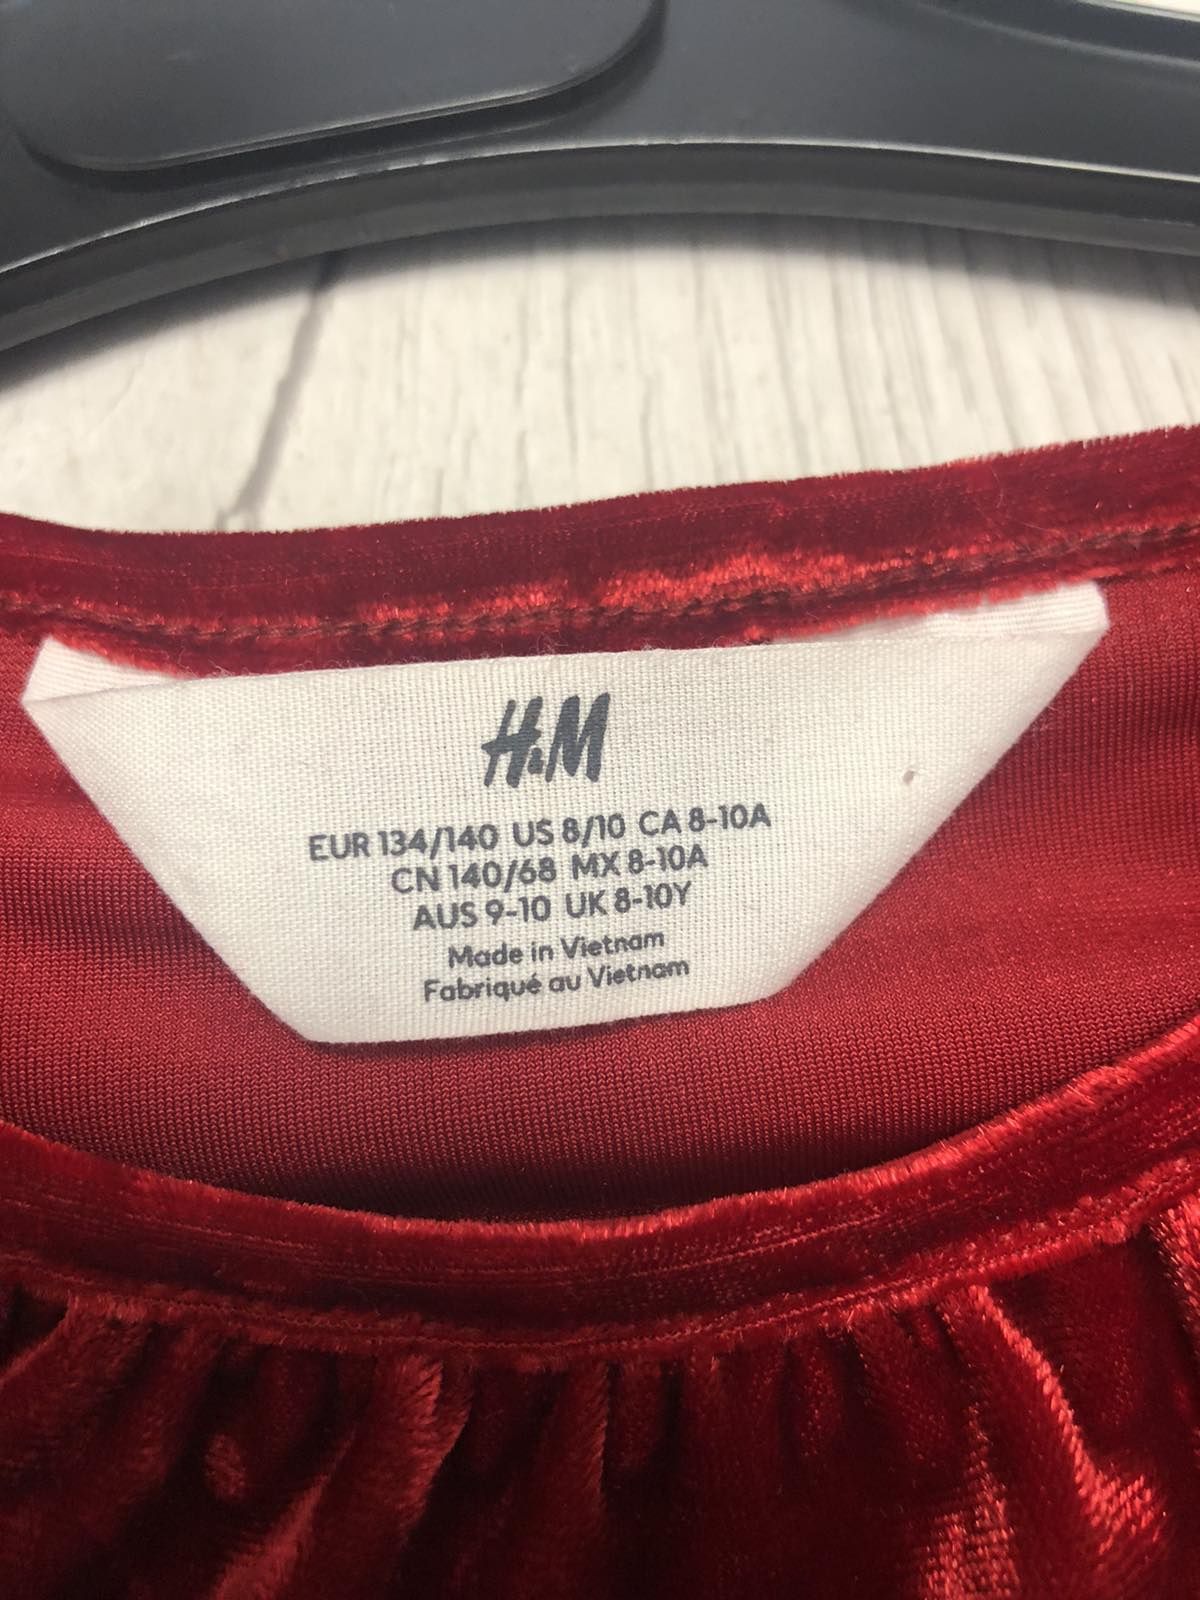 H&M
EUR 134/140 US 8/10 CA 8-10A
CN 140/68 MX 8-10A
AUS 9-10 UK 8-10Y
Made in Vietnam
Fabriqué au Vietnam